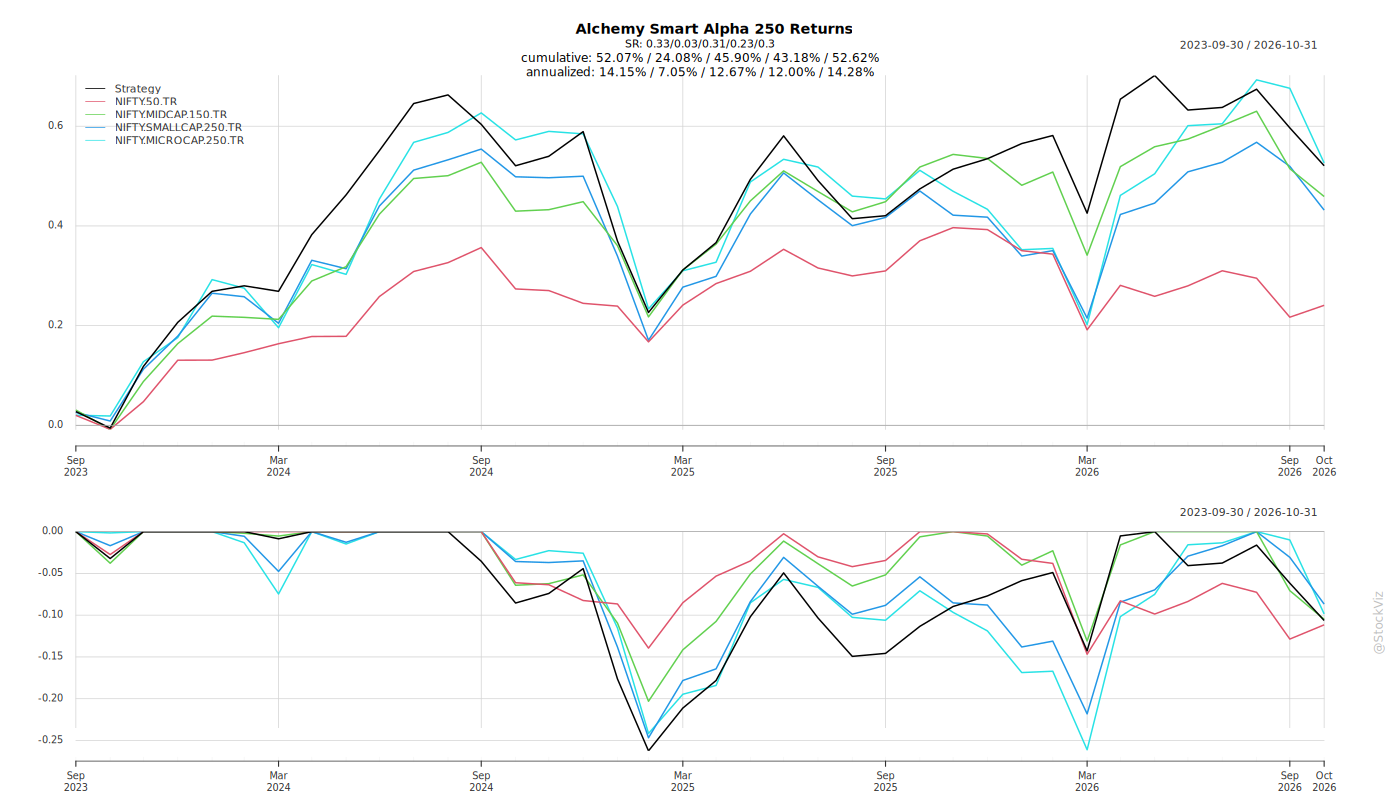 Alchemy Smart Alpha 250 Returns
SR: 0.33/0.03/0.31/0.23/0.3
cumulative: 52.07% / 24.08% / 45.90% / 43.18% / 52.62%
annualized: 14.15% / 7.05% / 12.67% / 12.00% / 14.28%
2023-09-30 / 2026-10-31
Strategy
NIFTY.50.TR
NIFTY.MIDCAP.150.TR
NIFTY.SMALLCAP.250.TR
NIFTY.MICROCAP.250.TR
0.6
0.4
0.2
0.0
Sep Mar Sep Mar Sep Mar Sep Oct
2023 2024 2024 2025 2025 2026 2026 2026
2023-09-30 / 2026-10-31
0.00
-0.05
-0.10
-0.15
-0.20
-0.25
Sep Mar Sep Mar Sep Mar Sep Oct
2023 2024 2024 2025 2025 2026 2026 2026
@StockViz